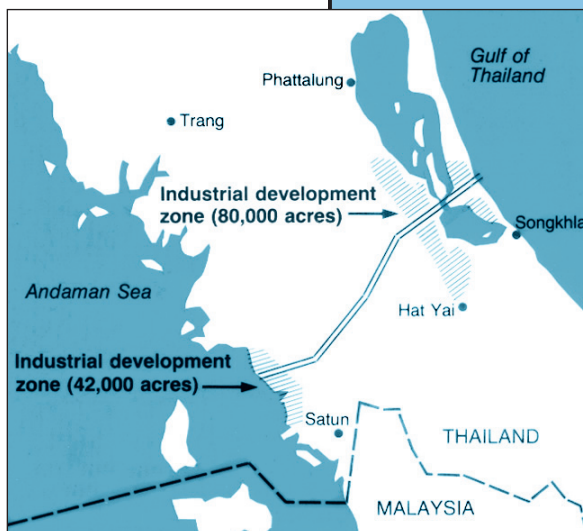 Gulf of
Thailand
Phattalung
Trang
Industrial development
zone (80,000 acres)
Songkhla
Andaman Sea
Hat Yai
Industrial development
zone (42,000 acres)
Satun
THAILAND
MALAYSIA